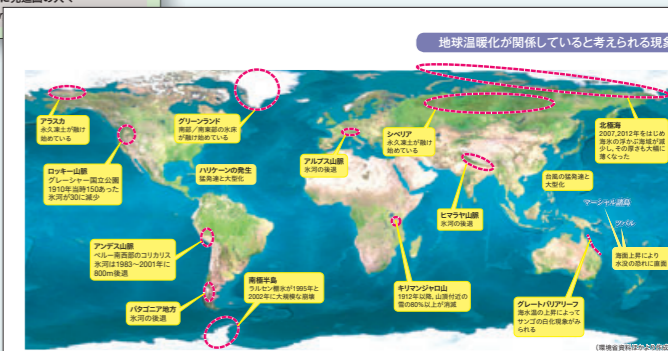 地球温暖化が関係していると考えられる現象
アラスカ
永久凍土が融け
始めている
グリーンランド
南部/南東部の氷床
が融け始めている
ロッキー山脈
グレーシャー国立公園
1910年当時150あった
氷河が30に減少
ハリケーンの発生
猛発達と大型化
アルプス山脈
氷河の後退
シベリア
永久凍土が融け
始めている
北極海
2007,2012年をはじめ
海氷の浮かぶ海域が減
少し、その厚さも大幅に
薄くなった
台風の猛発達と
大型化
マーシャル諸島
ツバル
ヒマラヤ山脈
氷河の後退
海面上昇により
水没の恐れに直面
アンデス山脈
ペルー南西部のコリカリス
氷河は1983〜2001年に
800m後退
パタゴニア地方
氷河の後退
南極半島
ラルセン棚氷が1995年と
2002年に大規模な崩壊
キリマンジャロ山
1912年以降、山頂付近の
雪の80%以上が消滅
グレートバリアリーフ
海水温の上昇によって
サンゴの白化現象がみ
られる